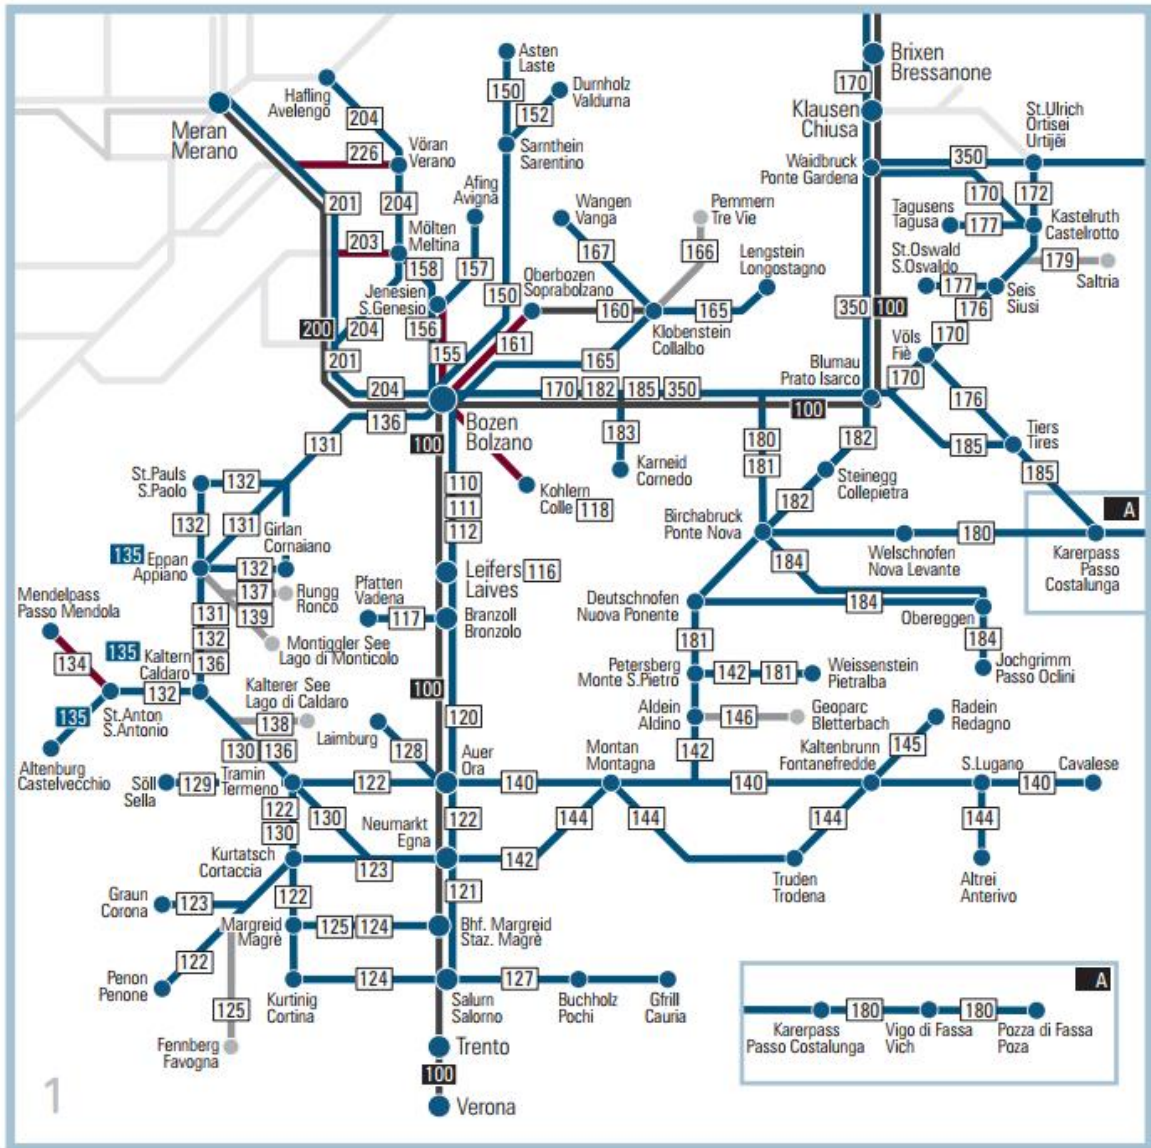 Asten
Laste
150
Durnholz
Valdurna
152
Brixen
Bressanone
170
Hafling
Avelengo
204
Meran
Merano
Klausen
Chiusa
St.Ulrich
Ortisei
Urtijëi
Vöran
Verano
226
Sarnthein
Sarentino
Waidbruck
Ponte Gardena
350
170
172
201
204
Afing
Avigna
Wangen
Vanga
Pemmern
Tre Vie
Tagusens
Tagusa
177
Kastelruth
Castelrotto
203
Mölten
Meltina
167
166
Lengstein
Longostagno
St.Oswald
S.Osvaldo
179
Saltria
158
157
Oberbozen
Soprabolzano
177
Seis
Siusi
Jenesien
S.Genesio
150
160
165
176
200
204
156
161
Klobenstein
Collalbo
350
100
Völs
Fiè
170
201
155
165
Blumau
Prato Isarco
170
176
204
170
182
185
350
100
136
Bozen
Bolzano
100
131
183
180
181
182
185
Tiers
Tires
185
St.Pauls
S.Paolo
132
Karneid
Cornedo
Steinegg
Collepietra
110
111
112
Kohlern
Colle
118
182
A
132
131
Girlan
Cornaiano
Birchabruck
Ponte Nova
180
135
Eppan
Appiano
132
Leifers
Laives
116
Welschnofen
Nova Levante
Karerpass
Passo
Costalunga
184
137
Rungg
Ronco
Pfatten
Vadena
Deutschnofen
Nuova Ponente
184
Mendelpass
Passo Mendola
139
117
Branzoll
Bronzolo
Obereggen
131
132
136
Montiggler See
Lago di Monticolo
181
184
135
Kaltern
Caldaro
Petersberg
Monte S.Pietro
142
181
Weissenstein
Pietralba
Jochgrimm
Passo Oclini
134
132
Kalterer See
Lago di Caldaro
100
135
St.Anton
S.Antonio
138
120
Aldein
Aldino
146
Geoparc
Bletterbach
Radein
Redagno
130
136
Laimburg
128
Auer
Ora
Montan
Montagna
142
Kaltenbrunn
Fontanefredde
145
Altenburg
Castelvecchio
S.Lugano
Cavalese
Söll
Sella
129
Tramin
Termeno
122
140
140
140
122
130
130
Neumarkt
Egna
122
144
144
144
144
Kurtatsch
Cortaccia
123
142
Truden
Trodena
Altrei
Anterivo
Graun
Corona
123
122
121
Margreid
Magrè
125
124
Bhf. Margreid
Staz. Magrè
Penon
Penone
122
124
127
125
Kurtinig
Cortina
Salurn
Salorno
Buchholz
Pochi
Gfrill
Cauria
Fennberg
Favogna
Trento
100
Verona
A
180
180
Karerpass
Passo Costalunga
Vigo di Fassa
Vich
Pozza di Fassa
Poza
1